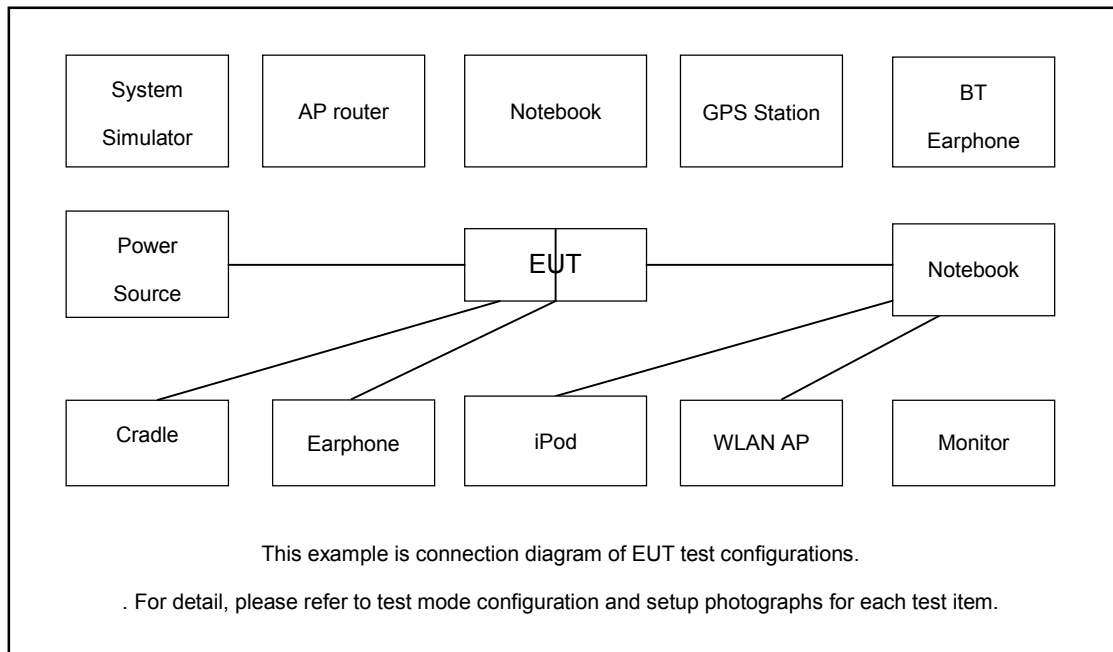 System
Simulator
AP router
Notebook
GPS Station
BT
Earphone
Power
Source
EUT
Notebook
Cradle
Earphone
iPod
WLAN AP
Monitor
This example is connection diagram of EUT test configurations.
. For detail, please refer to test mode configuration and setup photographs for each test item.